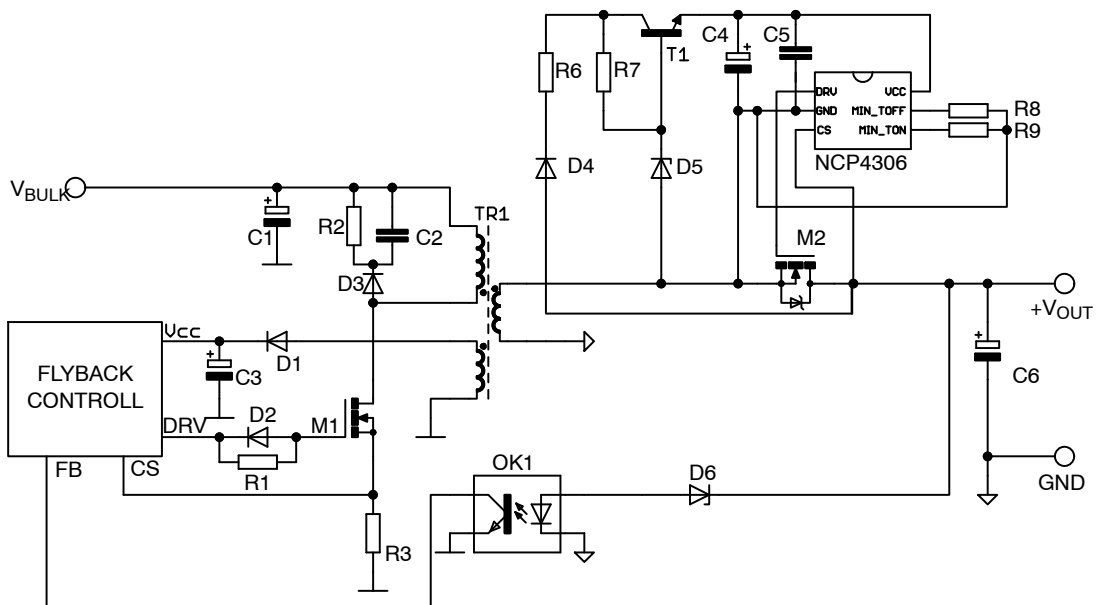 C4
+
C5
T1
R6
R7
DRV
VCC
GND
MIN_TOFF
CS
MIN_TON
R8
R9
NCP4306
D4
D5
VBULK
+
C1
R2
C2
TR1
D3
M2
+VOUT
Vcc
+
C3
D1
FLYBACK
CONTROLL
+
C6
DRV
D2
M1
R1
FB
CS
OK1
D6
GND
R3